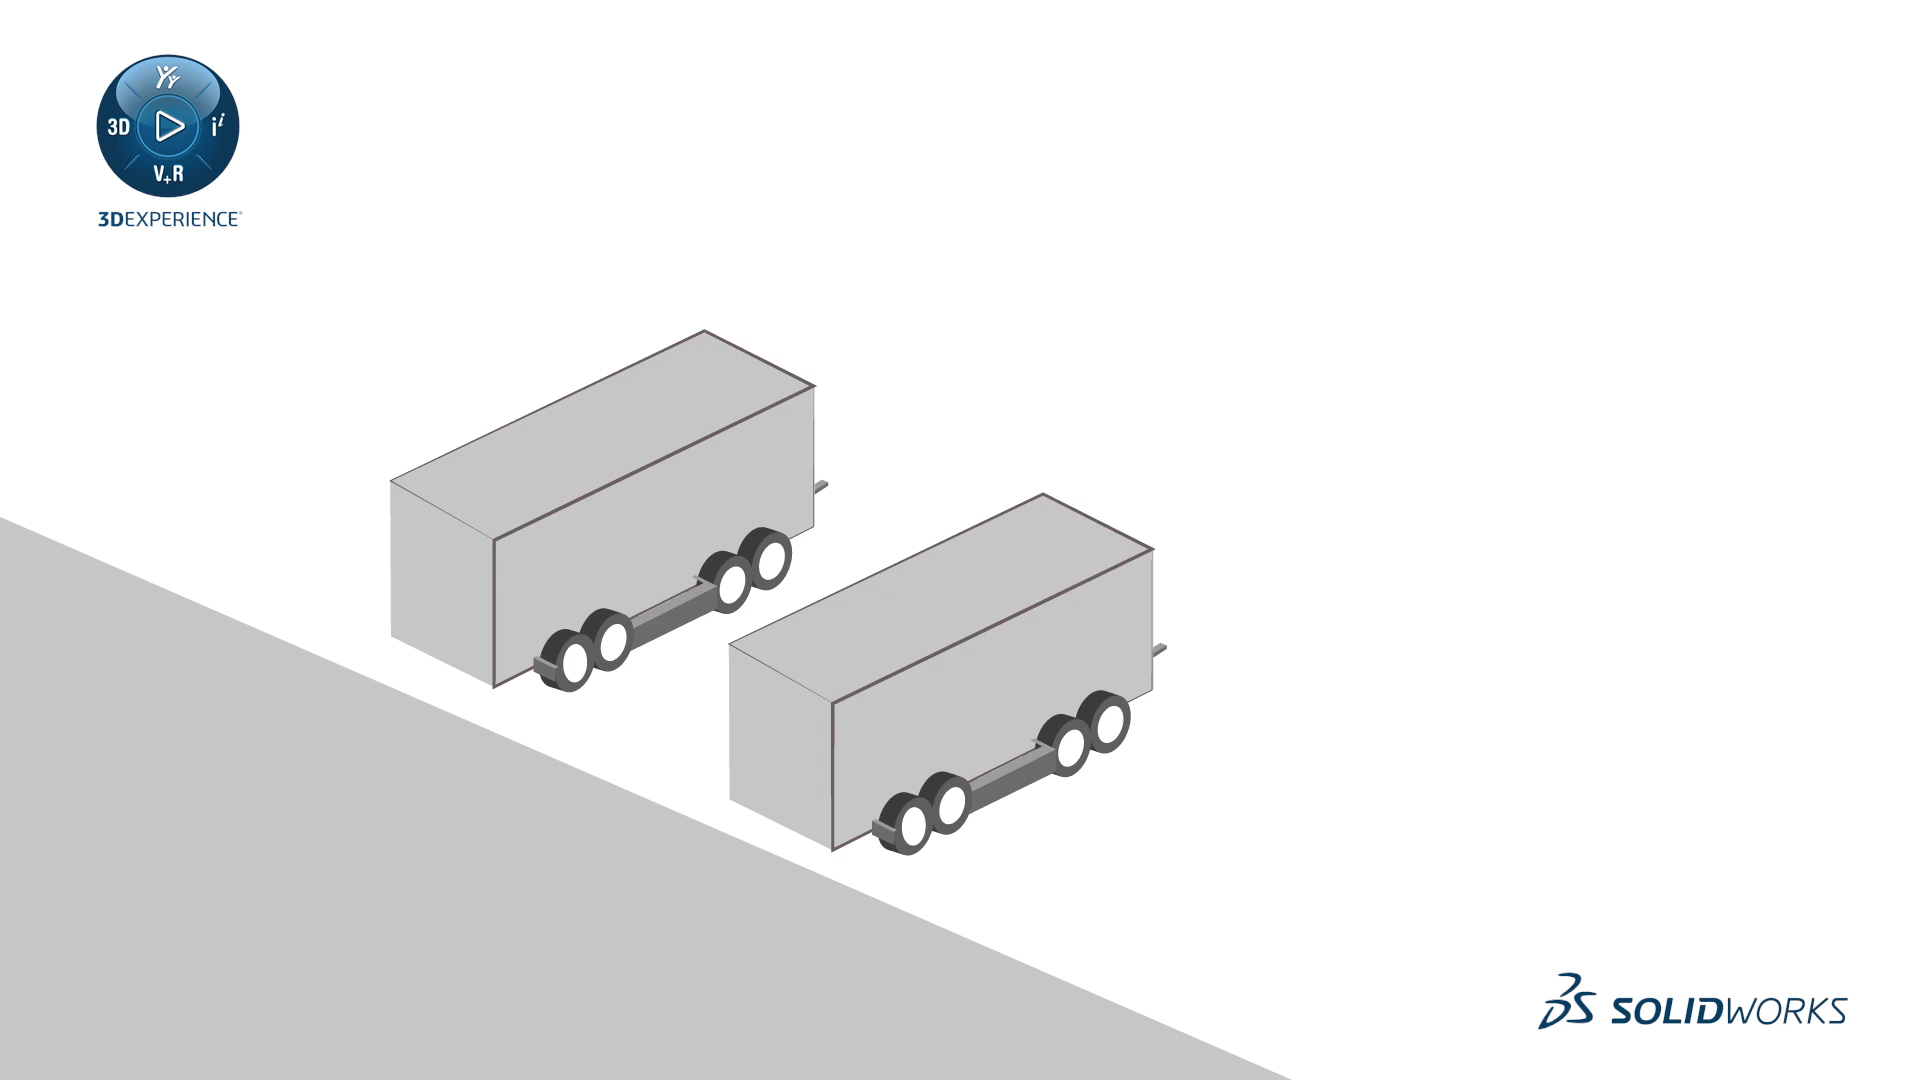 3D
i i
V+R
3DEXPERIENCE®
SOLIDWORKS